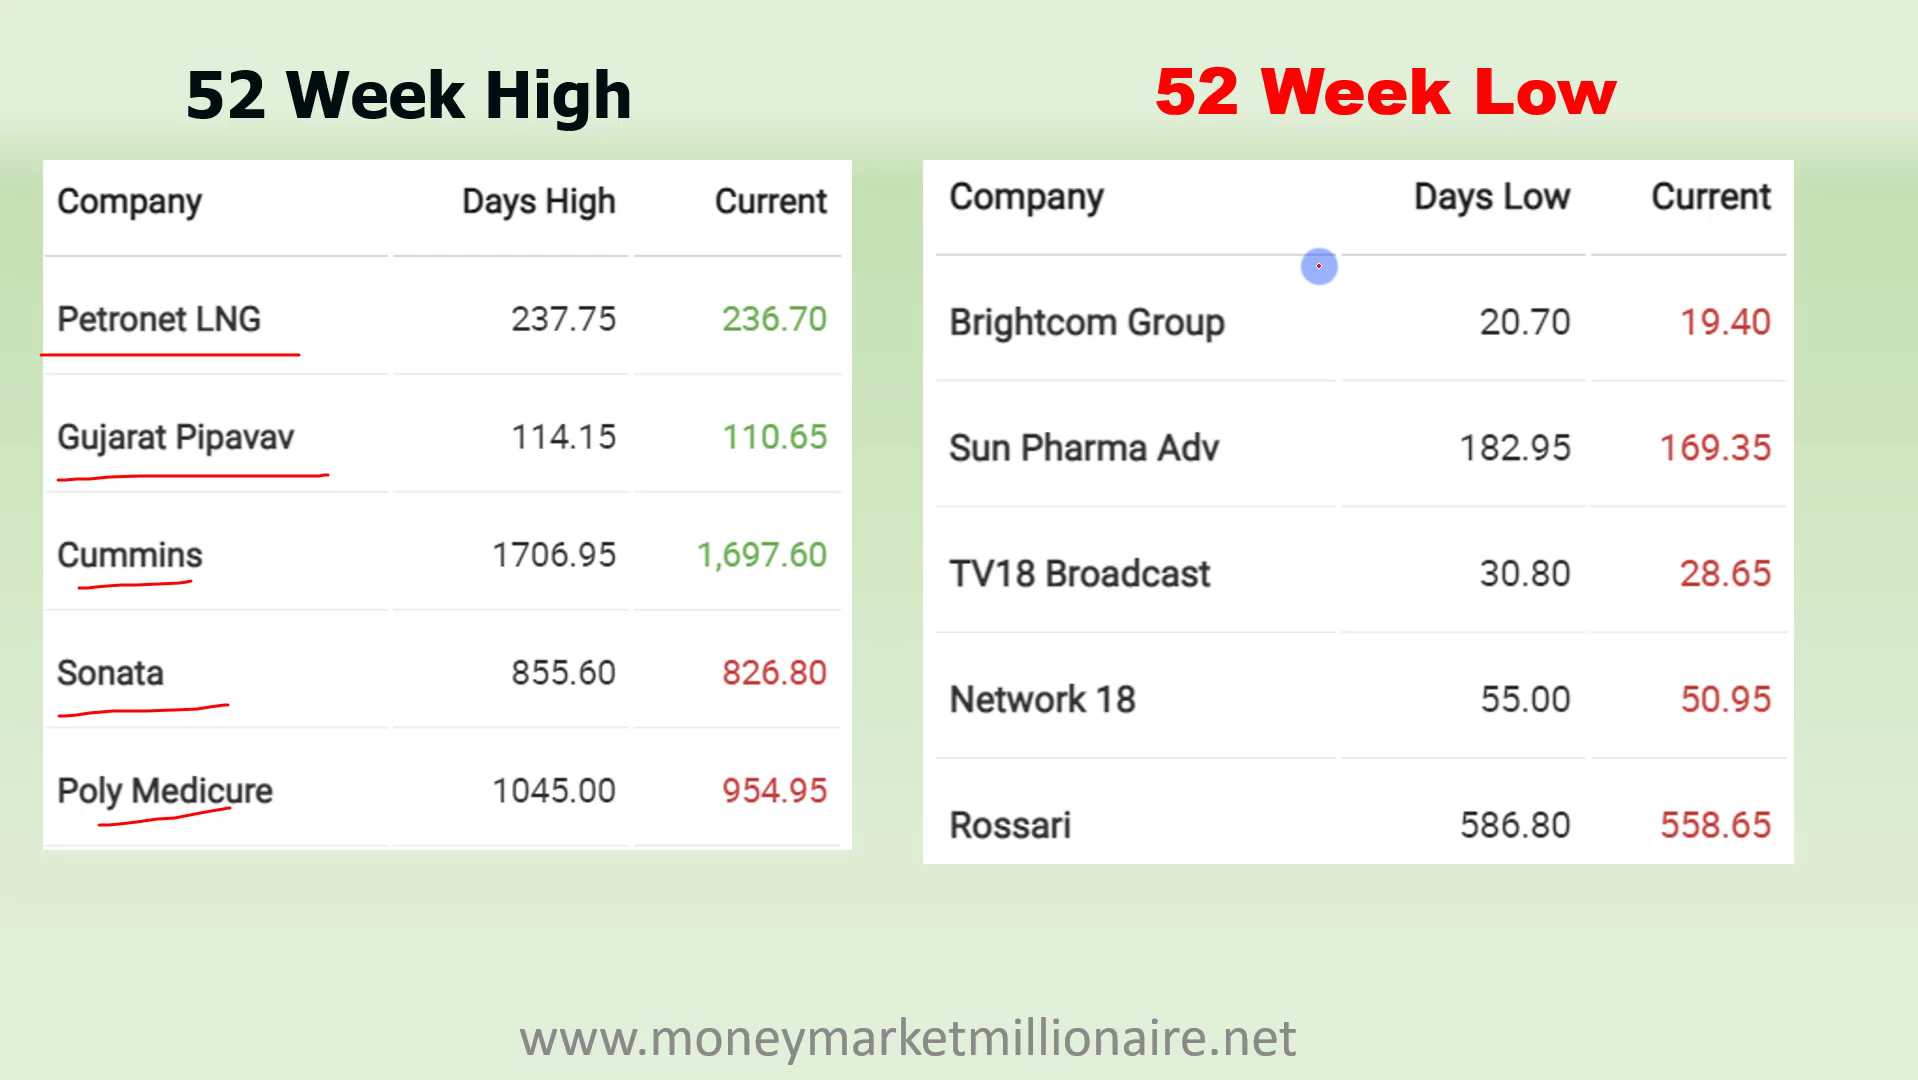 52 Week High
Company Days High Current
Petronet LNG 237.75 236.70
Gujarat Pipavav 114.15 110.65
Cummins 1706.95 1,697.60
Sonata 855.60 826.80
Poly Medicure 1045.00 954.95
52 Week Low
Company Days Low Current
Brightcom Group 20.70 19.40
Sun Pharma Adv 182.95 169.35
TV18 Broadcast 30.80 28.65
Network 18 55.00 50.95
Rossari 586.80 558.65
www.moneymarketmillionaire.net